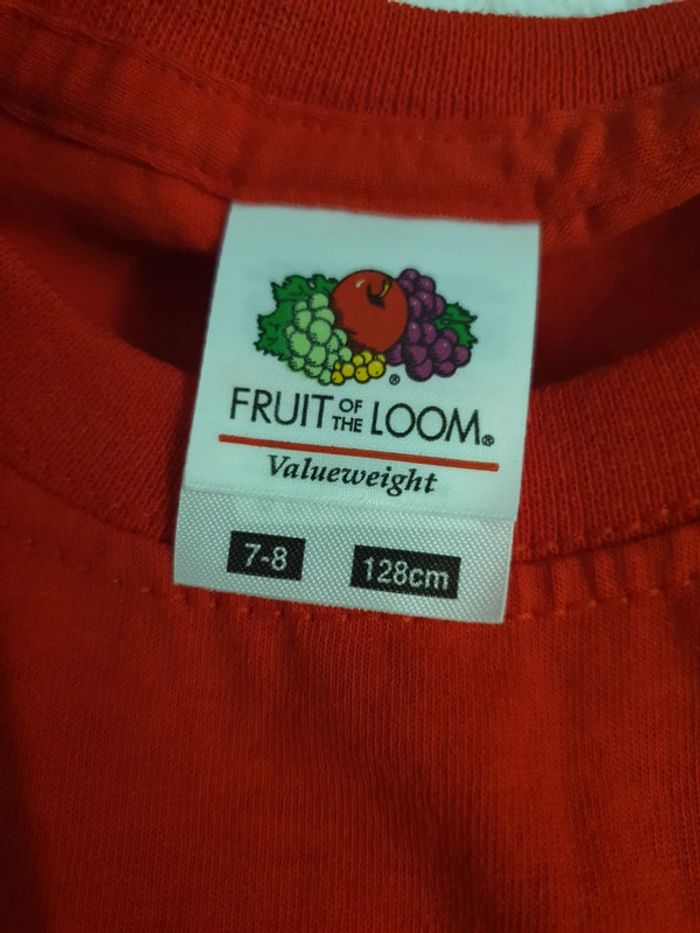 ®
FRUIT OF THE LOOM®
Valueweight
7-8 128cm